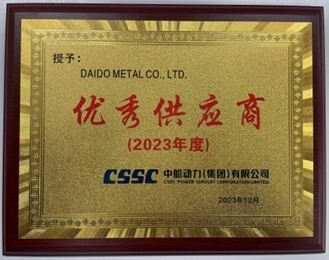 授予：
DAIDO METAL CO., LTD.
优秀供应商
(2023年度)
CSSC 中船动力(集团)有限公司
CSSC POWER (GROUP) CORPORATION LIMITED
2023年12月